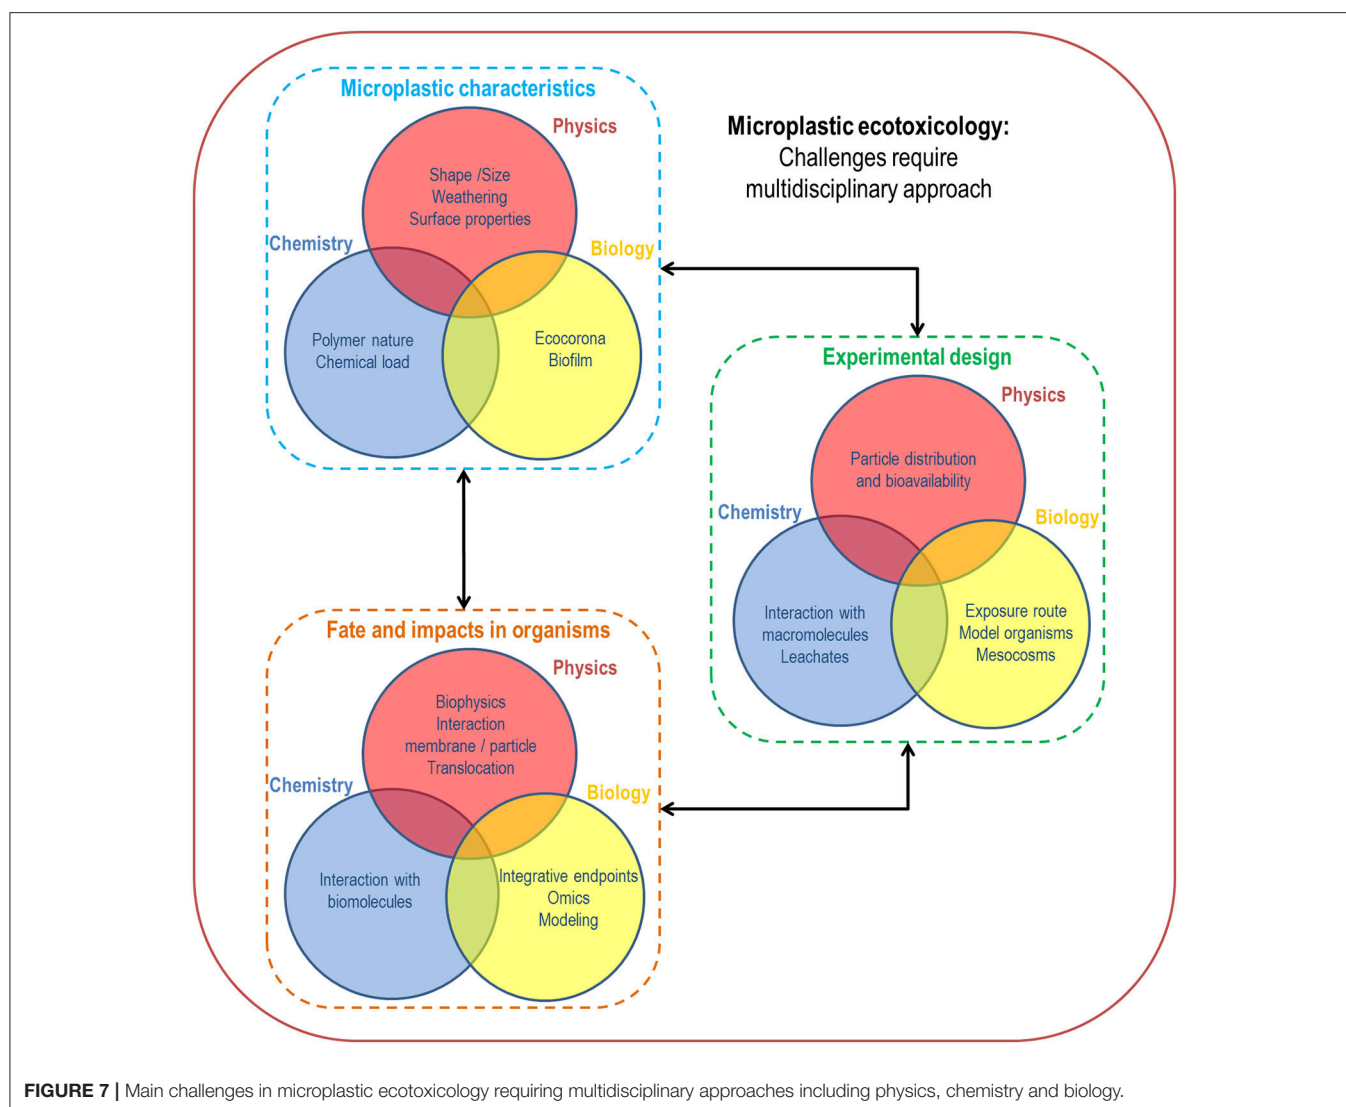 Microplastic characteristics
Physics
Shape /Size
Weathering
Surface properties
Chemistry
Biology
Polymer nature
Chemical load
Ecocorona
Biofilm
Microplastic ecotoxicology:
Challenges require
multidisciplinary approach
Experimental design
Physics
Particle distribution
and bioavailability
Chemistry
Biology
Interaction with
macromolecules
Leachates
Exposure route
Model organisms
Mesocosms
Fate and impacts in organisms
Physics
Biophysics
Interaction
membrane / particle
Translocation
Chemistry
Biology
Interaction with
biomolecules
Integrative endpoints
Omics
Modeling
FIGURE 7 | Main challenges in microplastic ecotoxicology requiring multidisciplinary approaches including physics, chemistry and biology.